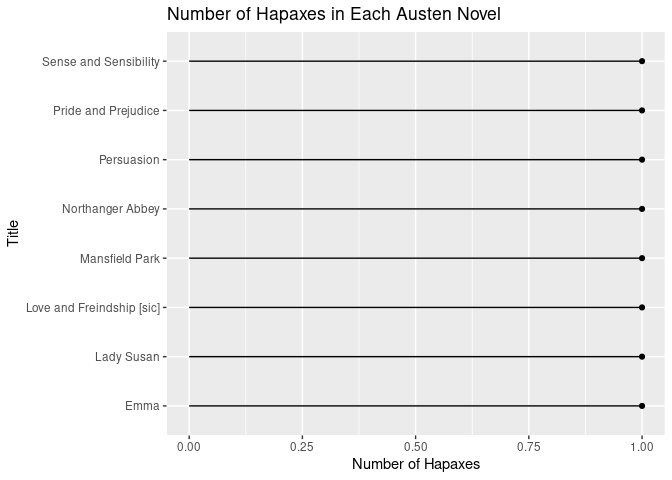 Number of Hapaxes in Each Austen Novel
Title
Sense and Sensibility
Pride and Prejudice
Persuasion
Northanger Abbey
Mansfield Park
Love and Freindship [sic]
Lady Susan
Emma
0.00 0.25 0.50 0.75 1.00
Number of Hapaxes